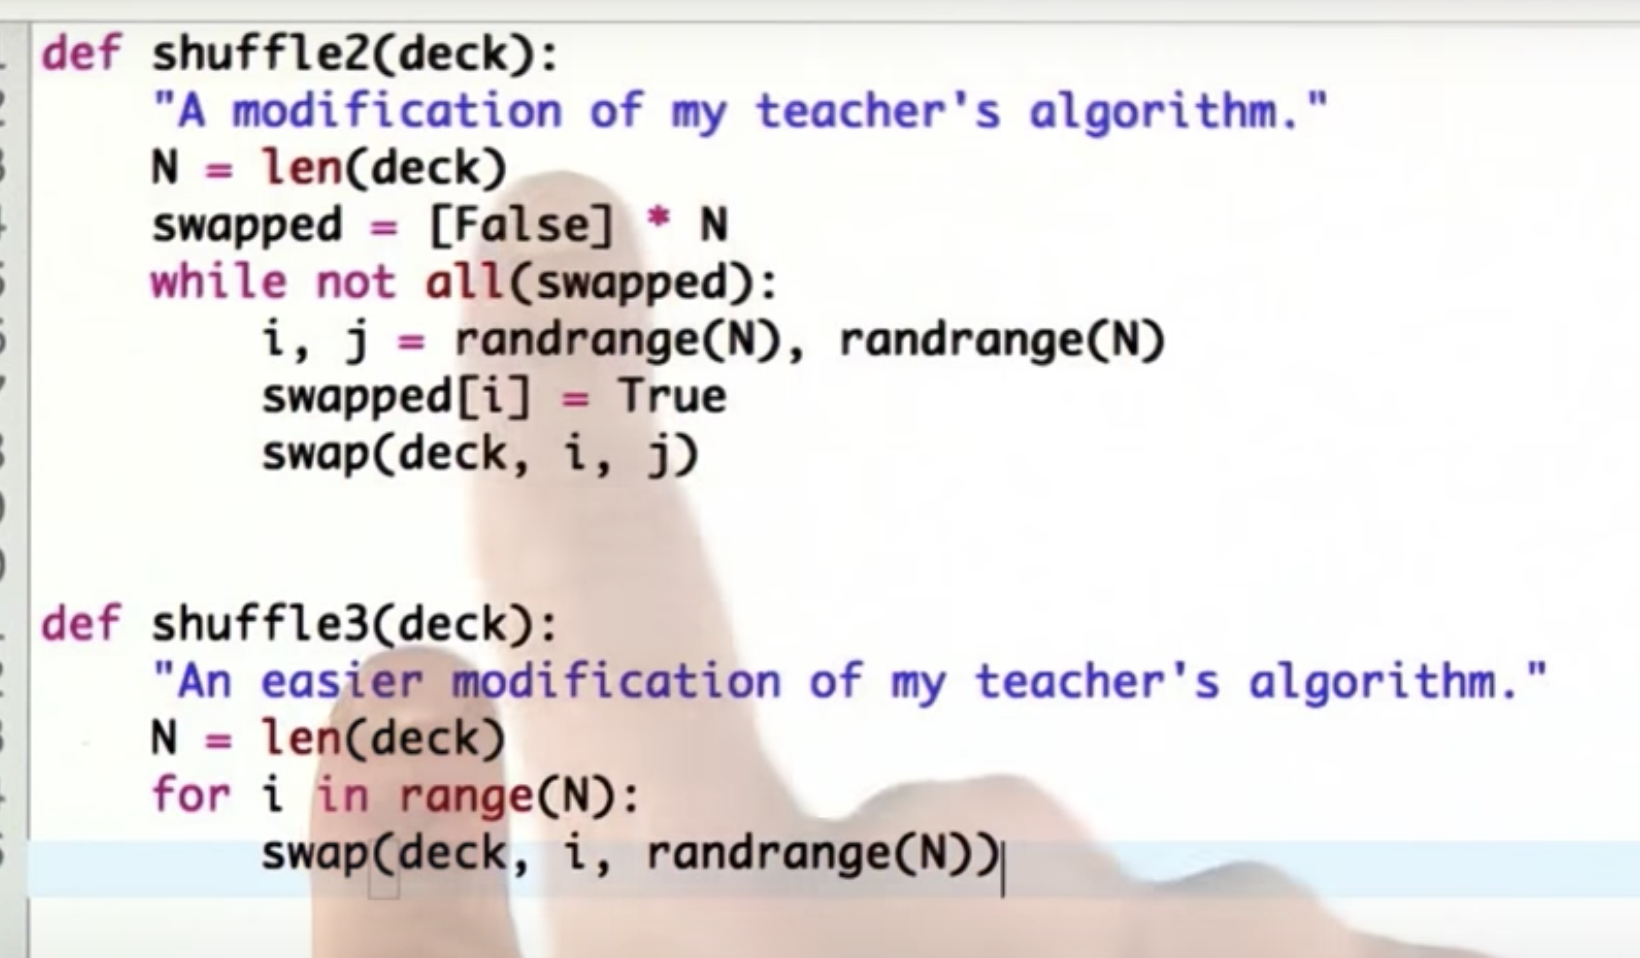 def shuffle2(deck):
    "A modification of my teacher's algorithm."
    N = len(deck)
    swapped = [False] * N
    while not all(swapped):
        i, j = randrange(N), randrange(N)
        swapped[i] = True
        swap(deck, i, j)
def shuffle3(deck):
    "An easier modification of my teacher's algorithm."
    N = len(deck)
    for i in range(N):
        swap(deck, i, randrange(N))